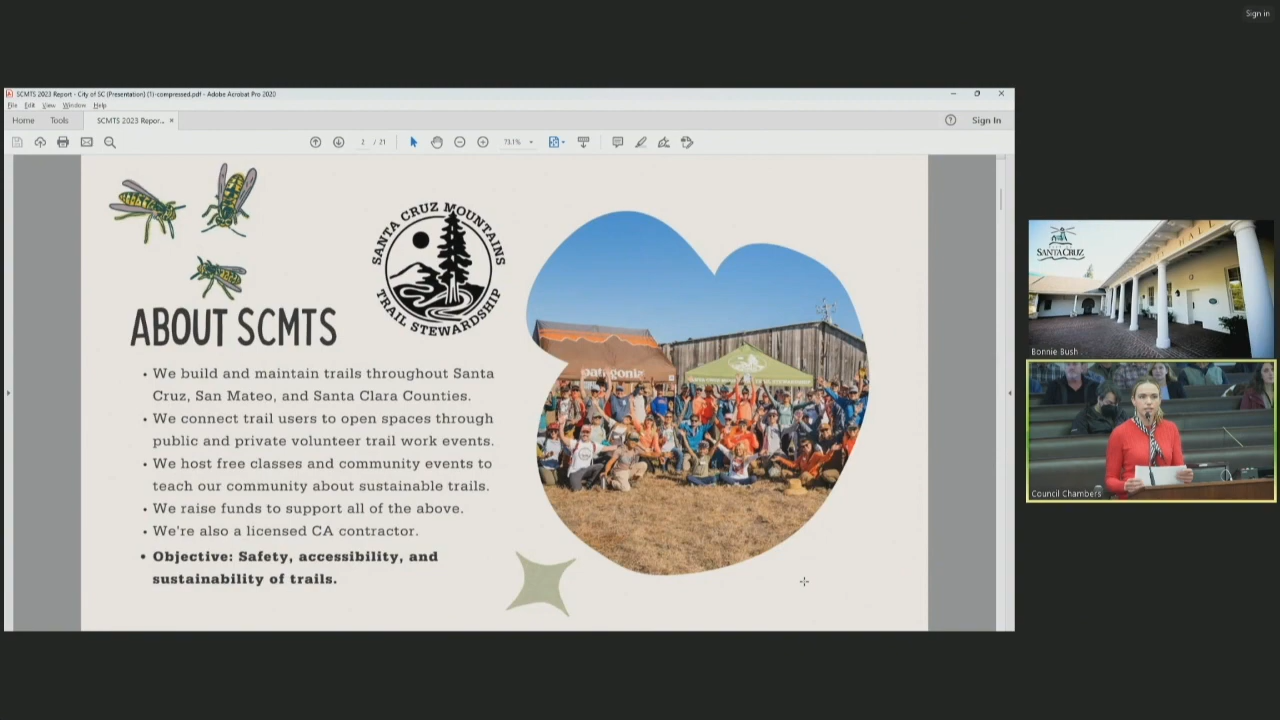 Sign in
SCMTS 2023 Report - City of SC (Presentation) (1)-compressed.pdf - Adobe Acrobat Pro 2020
File Edit View Window Help
Home Tools SCMTS 2023 Repor... ×
Sign In
2 / 21
73.1%
SANTA CRUZ MOUNTAINS
TRAIL STEWARDSHIP
ABOUT SCMTS
• We build and maintain trails throughout Santa
Cruz, San Mateo, and Santa Clara Counties.
• We connect trail users to open spaces through
public and private volunteer trail work events.
• We host free classes and community events to
teach our community about sustainable trails.
• We raise funds to support all of the above.
• We're also a licensed CA contractor.
• Objective: Safety, accessibility, and
sustainability of trails.
patagonia
SANTA CRUZ
HALL
Bonnie Bush
Council Chambers